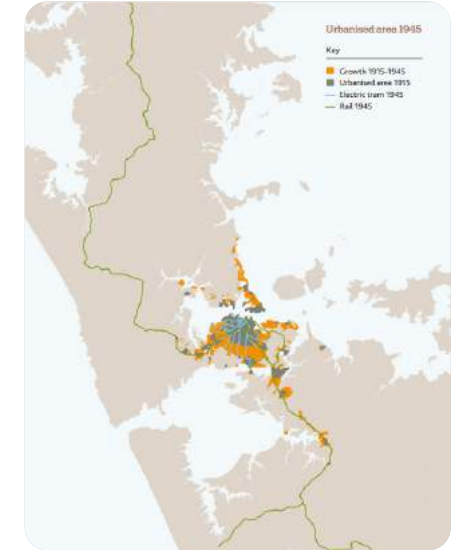 Urbanised area 1945
Key
Growth 1915-1945
Urbanised area 1915
Electric tram 1945
Rail 1945